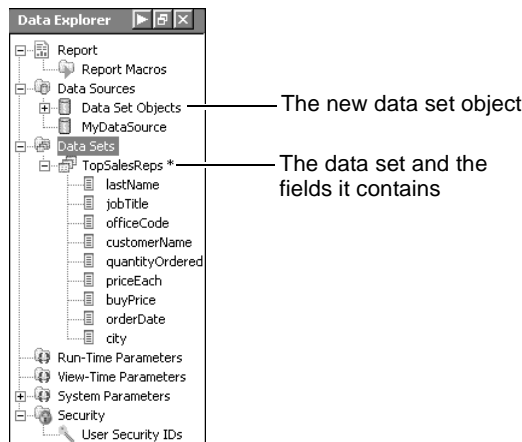 Data Explorer
Report
Report Macros
Data Sources
Data Set Objects
The new data set object
MyDataSource
Data Sets
TopSalesReps *
The data set and the
fields it contains
lastName
jobTitle
officeCode
customerName
quantityOrdered
priceEach
buyPrice
orderDate
city
Run-Time Parameters
View-Time Parameters
System Parameters
Security
User Security IDs